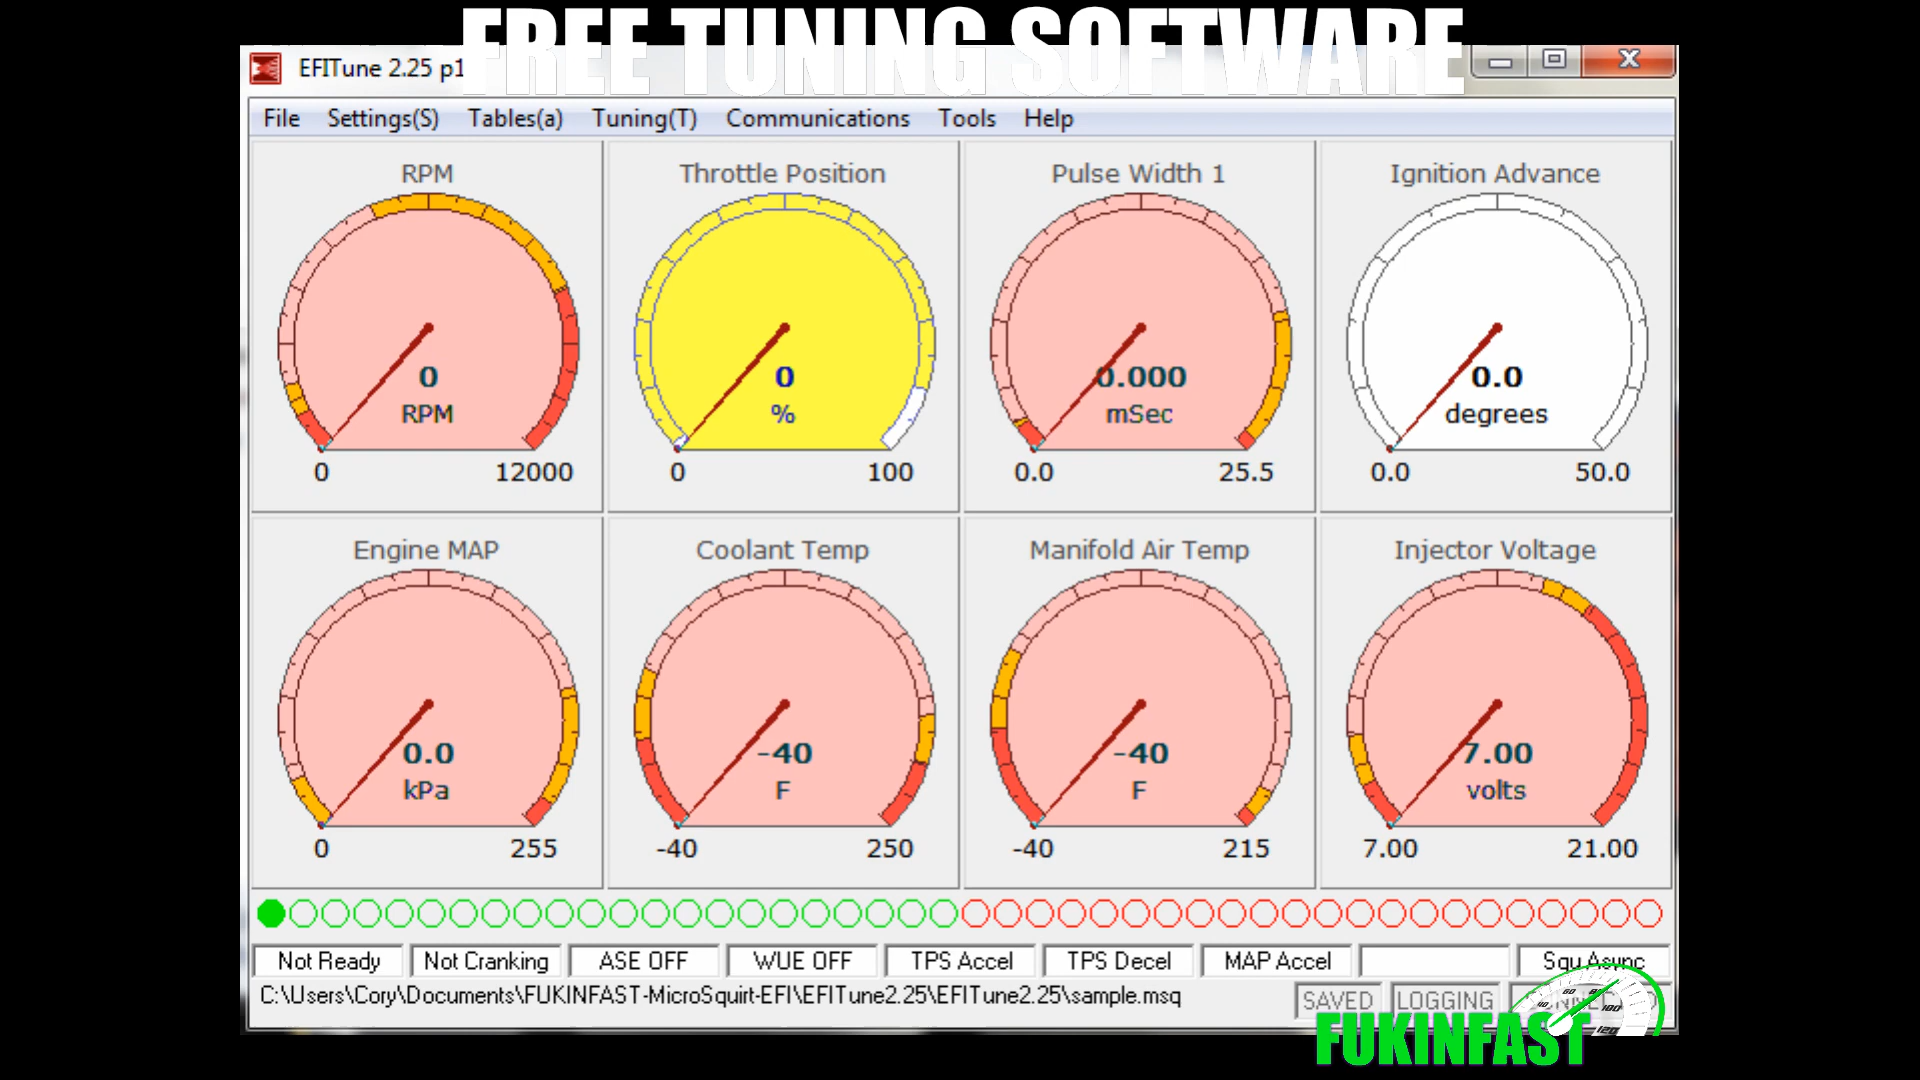 FREE TUNING SOFTWARE
EFITune 2.25 p1
File Settings(S) Tables(a) Tuning(T) Communications Tools Help
RPM Throttle Position Pulse Width 1 Ignition Advance
0 0 0.000 0.0
RPM % mSec degrees
0 12000 0 100 0.0 25.5 0.0 50.0
Engine MAP Coolant Temp Manifold Air Temp Injector Voltage
0.0 -40 -40 7.00
kPa F F volts
0 255 -40 250 -40 215 7.00 21.00
Not Ready Not Cranking ASE OFF WUE OFF TPS Accel TPS Decel MAP Accel Squ Async
C:\Users\Cory\Documents\FUKINFAST-MicroSquirt-EFI\EFITune2.25\EFITune2.25\sample.msq SAVED LOGGING
FUKINFAST